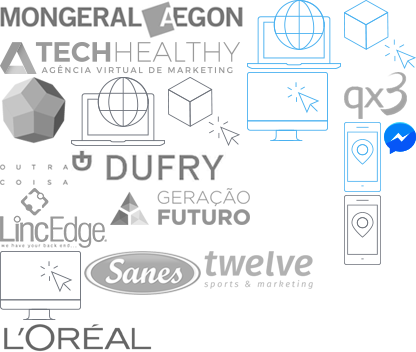 MONGERAL AEGON
TECHHEALTHY
AGÊNCIA VIRTUAL DE MARKETING
qx3
OUTRA
COISA
DUFRY
GERAÇÃO
FUTURO
LincEdge®
we have your back end...
Sanes
twelve
sports & marketing
L'ORÉAL